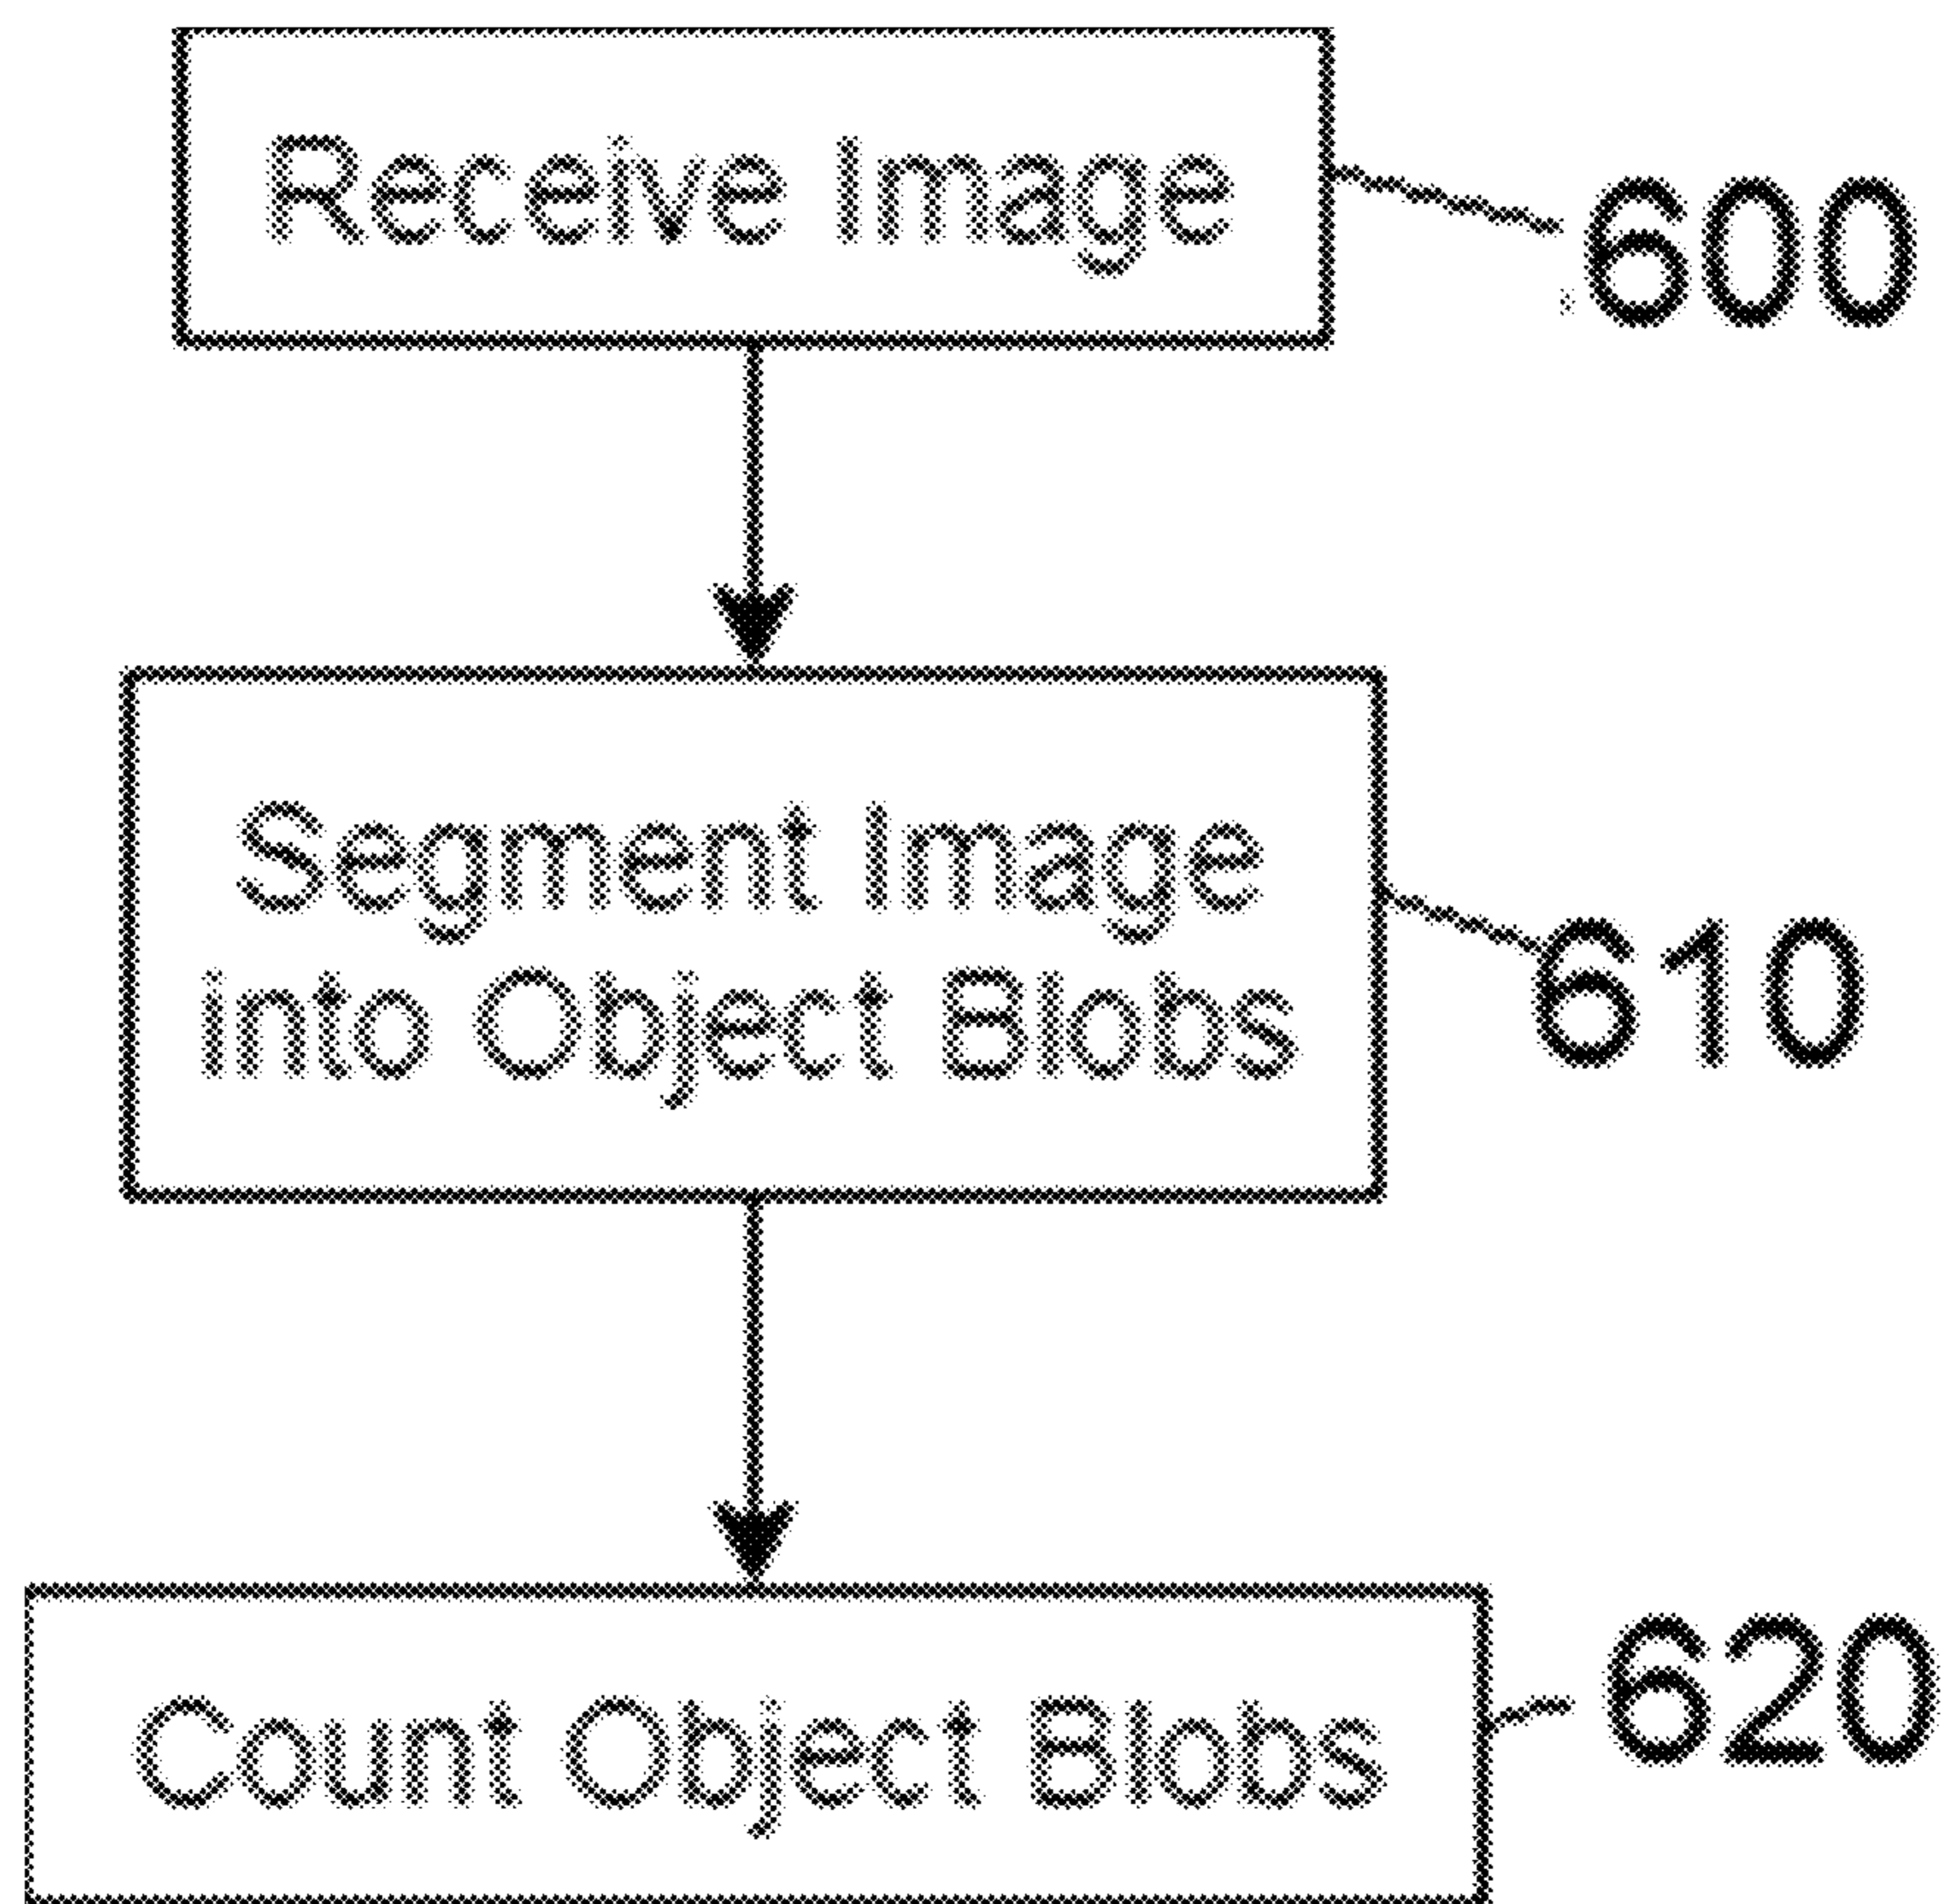 Receive Image
600
Segment Image
into Object Blobs
610
Count Object Blobs
620